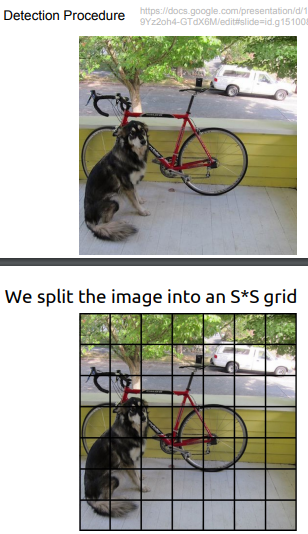 Detection Procedure
https://docs.google.com/presentation/d/1
9Yz2oh4-GTdX6M/edit#slide=id.g15100
We split the image into an S*S grid